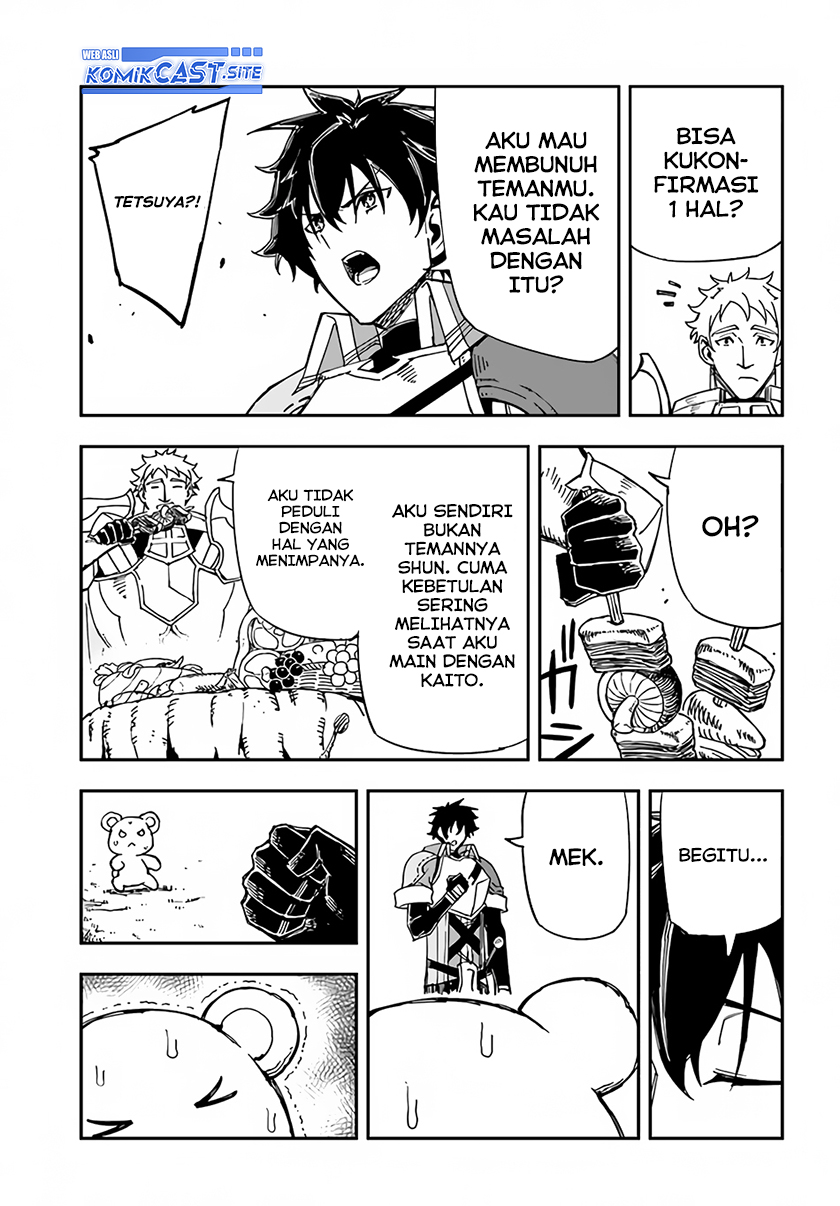 WEB ASLI
KOMIKCAST.SITE
BISA
KUKON-
FIRMASI
1 HAL?
AKU MAU
MEMBUNUH
TEMANMU.
KAU TIDAK
MASALAH
DENGAN
ITU?
TETSUYA?!
OH?
ガッ
AKU SENDIRI
BUKAN
TEMANNYA
SHUN. CUMA
KEBETULAN
SERING
MELIHATNYA
SAAT AKU
MAIN DENGAN
KAITO.
AKU TIDAK
PEDULI
DENGAN
HAL YANG
MENIMPANYA.
BEGITU...
MEK.